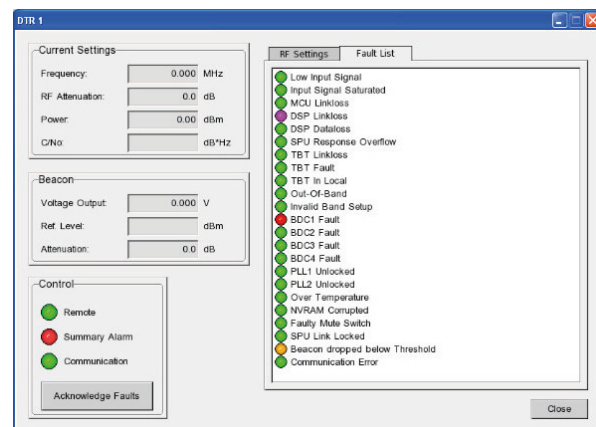 DTR 1
Current Settings
Frequency: 0.000 MHz
RF Attenuation: 0.0 dB
Power: 0.00 dBm
C/No: dB*Hz
Beacon
Voltage Output: 0.000 V
Ref. Level: dBm
Attenuation: 0.0 dB
Control
Remote
Summary Alarm
Communication
Acknowledge Faults
RF Settings Fault List
Low Input Signal
Input Signal Saturated
MCU Linkloss
DSP Linkloss
DSP Dataloss
SPU Response Overflow
TBT Linkloss
TBT Fault
TBT In Local
Out-Of-Band
Invalid Band Setup
BDC1 Fault
BDC2 Fault
BDC3 Fault
BDC4 Fault
PLL1 Unlocked
PLL2 Unlocked
Over Temperature
NVRAM Corrupted
Faulty Mute Switch
SPU Link Locked
Beacon dropped below Threshold
Communication Error
Close